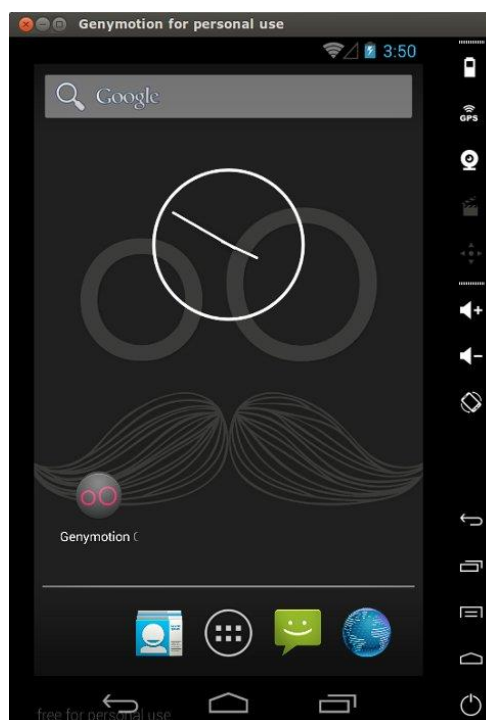 Genymotion for personal use
3:50
Google
GPS
Genymotion (
free for personal use